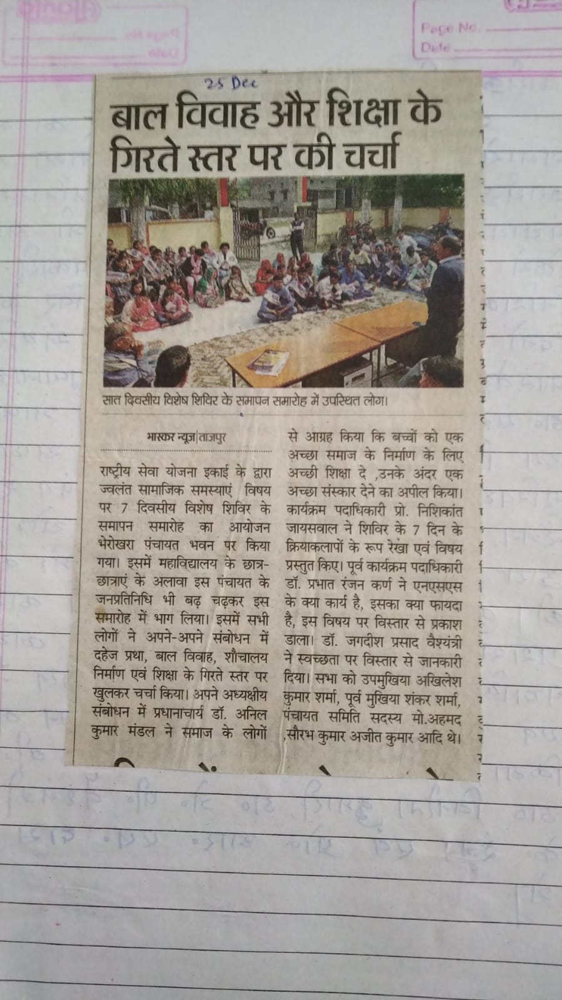 Page No.
Date
25 Dec
बाल विवाह और शिक्षा के
गिरते स्तर पर की चर्चा
सात दिवसीय विशेष शिविर के समापन समारोह में उपस्थित लोग।
भास्कर न्यूज|ताजपुर
राष्ट्रीय सेवा योजना इकाई के द्वारा
ज्वलंत सामाजिक समस्याएं विषय
पर 7 दिवसीय विशेष शिविर के
समापन समारोह का आयोजन
भेरोखरा पंचायत भवन पर किया
गया। इसमें महाविद्यालय के छात्र-
छात्राएं के अलावा इस पंचायत के
जनप्रतिनिधि भी बढ़ चढ़कर इस
समारोह में भाग लिया। इसमें सभी
लोगों ने अपने-अपने संबोधन में
दहेज प्रथा, बाल विवाह, शौचालय
निर्माण एवं शिक्षा के गिरते स्तर पर
खुलकर चर्चा किया। अपने अध्यक्षीय
संबोधन में प्रधानाचार्य डॉ. अनिल
कुमार मंडल ने समाज के लोगों
से आग्रह किया कि बच्चों को एक
अच्छा समाज के निर्माण के लिए
अच्छी शिक्षा दे ,उनके अंदर एक
अच्छा संस्कार देने का अपील किया।
कार्यक्रम पदाधिकारी प्रो. निशिकांत
जायसवाल ने शिविर के 7 दिन के
क्रियाकलापों के रूप रेखा एवं विषय
प्रस्तुत किए। पूर्व कार्यक्रम पदाधिकारी
डॉ. प्रभात रंजन कर्ण ने एनएसएस
के क्या कार्य है, इसका क्या फायदा
है, इस विषय पर विस्तार से प्रकाश
डाला। डॉ. जगदीश प्रसाद वैश्यंत्री
ने स्वच्छता पर विस्तार से जानकारी
दिया। सभा को उपमुखिया अखिलेश
कुमार शर्मा, पूर्व मुखिया शंकर शर्मा,
पंचायत समिति सदस्य मो.अहमद
,सौरभ कुमार अजीत कुमार आदि थे।